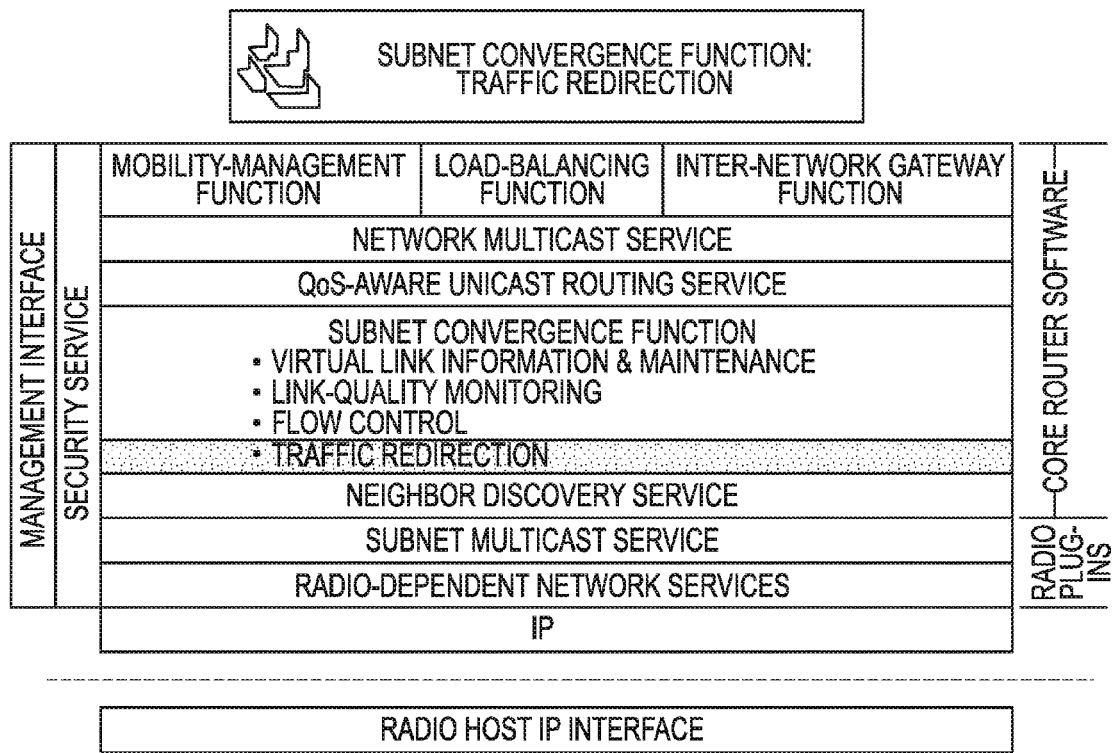 SUBNET CONVERGENCE FUNCTION:
TRAFFIC REDIRECTION
MANAGEMENT INTERFACE
SECURITY SERVICE
MOBILITY-MANAGEMENT
FUNCTION
LOAD-BALANCING
FUNCTION
INTER-NETWORK GATEWAY
FUNCTION
NETWORK MULTICAST SERVICE
QoS-AWARE UNICAST ROUTING SERVICE
SUBNET CONVERGENCE FUNCTION
• VIRTUAL LINK INFORMATION & MAINTENANCE
• LINK-QUALITY MONITORING
• FLOW CONTROL
• TRAFFIC REDIRECTION
NEIGHBOR DISCOVERY SERVICE
SUBNET MULTICAST SERVICE
RADIO-DEPENDENT NETWORK SERVICES
IP
CORE ROUTER SOFTWARE
RADIO
PLUG-
INS
RADIO HOST IP INTERFACE